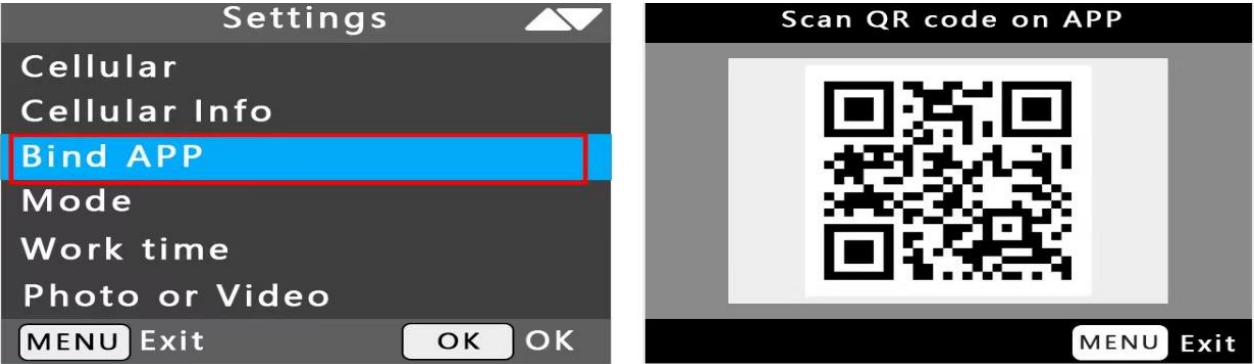 Settings
Cellular
Cellular Info
Bind APP
Mode
Work time
Photo or Video
MENU Exit OK OK
Scan QR code on APP
MENU Exit